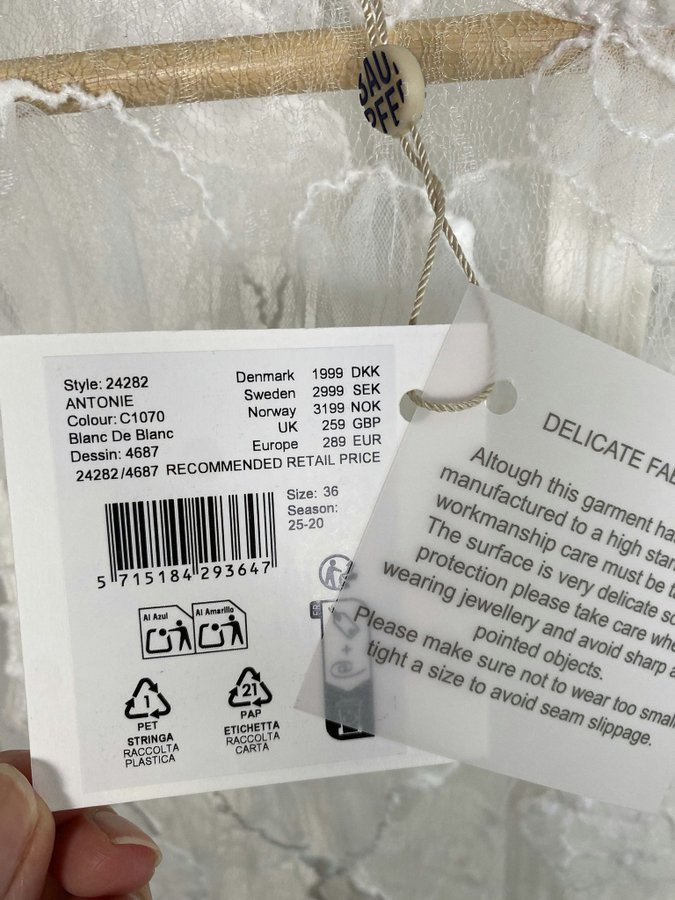 Style: 24282
ANTONIE
Colour: C1070
Blanc De Blanc
Dessin: 4687
Denmark 1999 DKK
Sweden 2999 SEK
Norway 3199 NOK
UK 259 GBP
Europe 289 EUR
24282/4687 RECOMMENDED RETAIL PRICE
Size: 36
Season:
25-20
5 715184 293647
Al Azul Al Amarillo
FR
1
PET
STRINGA
RACCOLTA
PLASTICA
21
PAP
ETICHETTA
RACCOLTA
CARTA
DELICATE
Altough this garment
manufactured to a high
workmanship care must be
The surface is very delicate
protection please take care
wearing jewellery and avoid sharp
pointed objects.
Please make sure not to wear too
tight a size to avoid seam slippage.